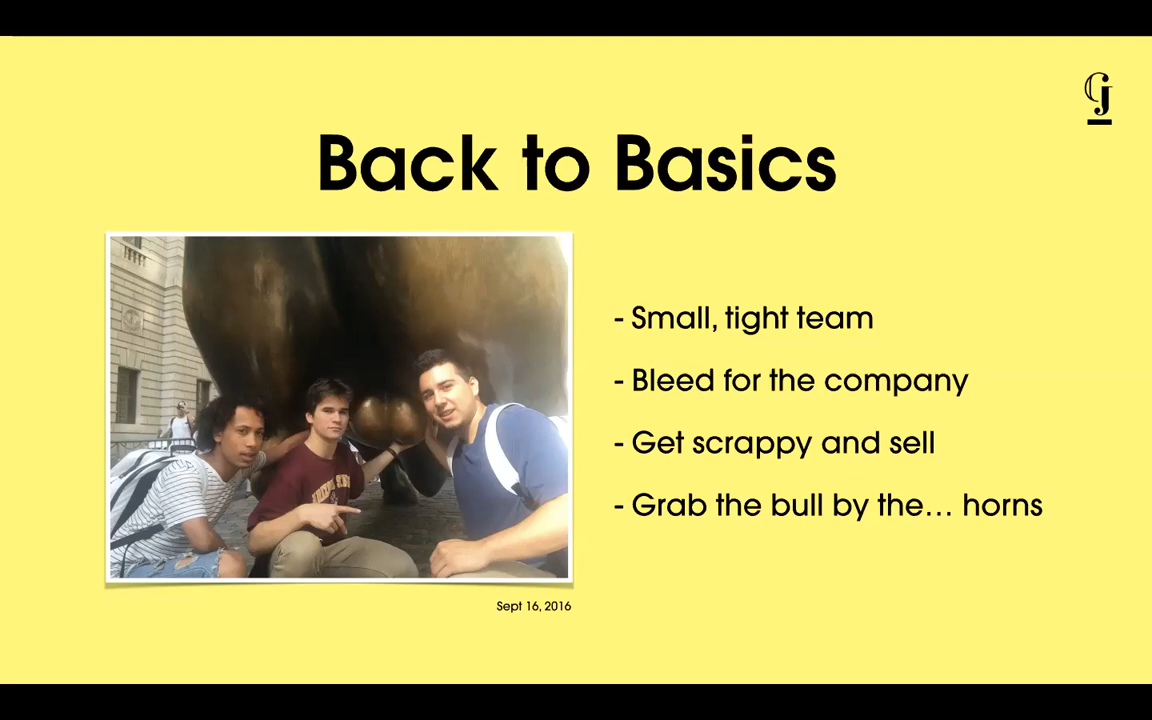 GJ
Back to Basics
- Small, tight team
- Bleed for the company
- Get scrappy and sell
- Grab the bull by the... horns
Sept 16, 2016